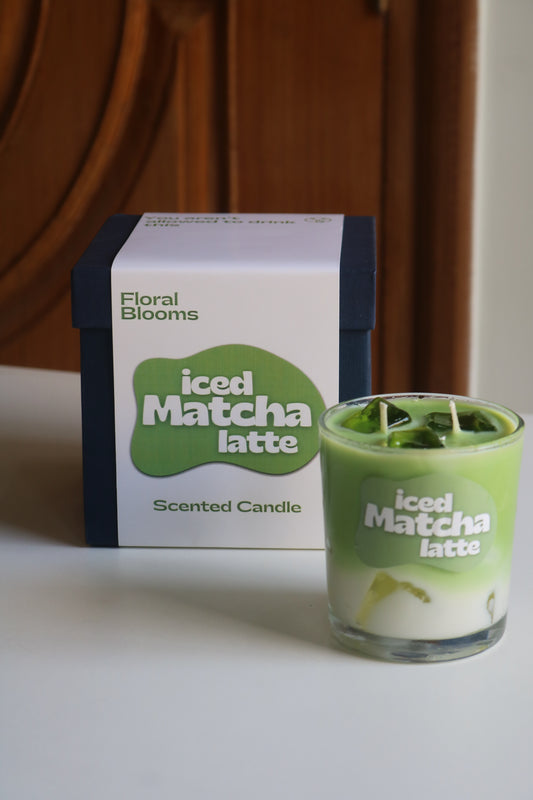 You aren't
allowed to drink
this
Floral
Blooms
iced
Matcha
latte
Scented Candle
iced
Matcha
latte